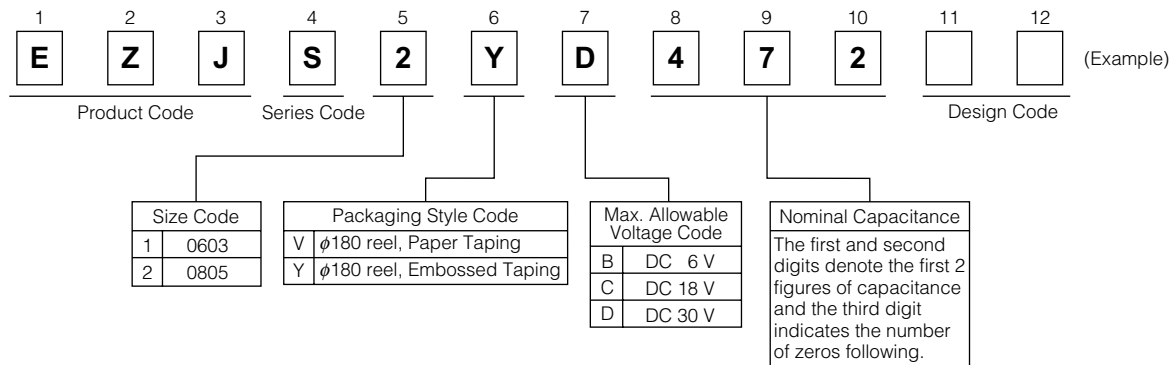 1 2 3 4 5 6 7 8 9 10 11 12
E Z J S 2 Y D 4 7 2 (Example)
Product Code Series Code Design Code
Size Code
1 0603
2 0805
Packaging Style Code
V ϕ180 reel, Paper Taping
Y ϕ180 reel, Embossed Taping
Max. Allowable
Voltage Code
B DC 6 V
C DC 18 V
D DC 30 V
Nominal Capacitance
The first and second
digits denote the first 2
figures of capacitance
and the third digit
indicates the number
of zeros following.